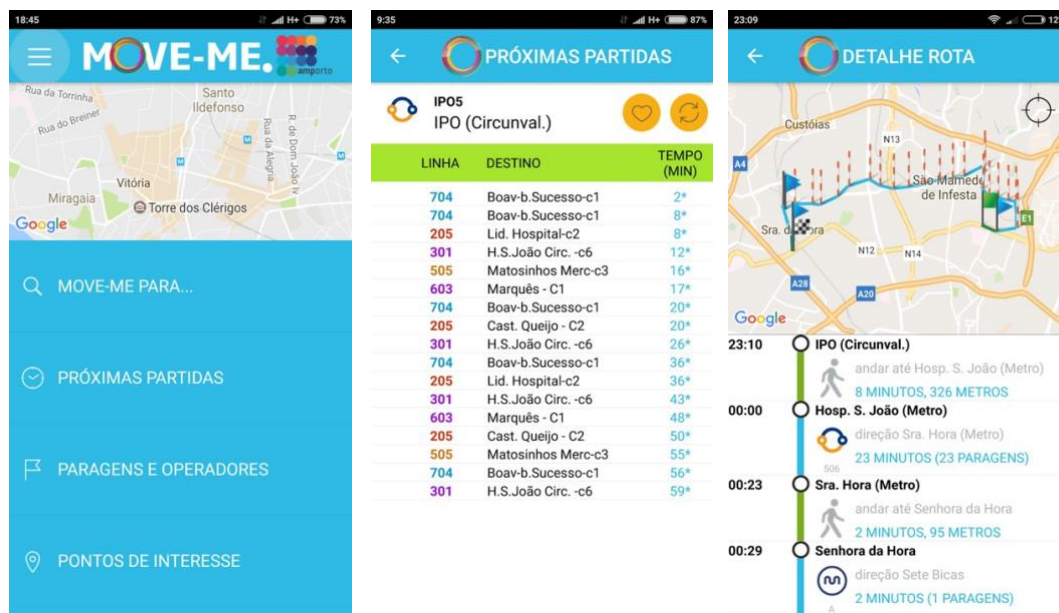 18:45
H+ 73%
MOVE-ME.
amporto
Rua da Torrinha
Rua do Breiner
Santo Ildefonso
Rua da Alegria
R. de Dom João IV
Vitória
Miragaia
Torre dos Clérigos
Google
MOVE-ME PARA...
PRÓXIMAS PARTIDAS
PARAGENS E OPERADORES
PONTOS DE INTERESSE
9:35
H+ 87%
PRÓXIMAS PARTIDAS
IPO5
IPO (Circunval.)
LINHA DESTINO TEMPO (MIN)
704 Boav-b.Sucesso-c1 2*
704 Boav-b.Sucesso-c1 8*
205 Lid. Hospital-c2 8*
301 H.S.João Circ. -c6 12*
505 Matosinhos Merc-c3 16*
603 Marquês - C1 17*
704 Boav-b.Sucesso-c1 20*
205 Cast. Queijo - C2 20*
301 H.S.João Circ. -c6 26*
704 Boav-b.Sucesso-c1 36*
205 Lid. Hospital-c2 36*
301 H.S.João Circ. -c6 43*
603 Marquês - C1 48*
205 Cast. Queijo - C2 50*
505 Matosinhos Merc-c3 55*
704 Boav-b.Sucesso-c1 56*
301 H.S.João Circ. -c6 59*
23:09
12
DETALHE ROTA
Custóias
N13
A4
São Mamede de Infesta
Sra. da Hora
E1
N12
N14
A28
A20
Google
23:10 IPO (Circunval.)
andar até Hosp. S. João (Metro)
8 MINUTOS, 326 METROS
00:00 Hosp. S. João (Metro)
direção Sra. Hora (Metro)
23 MINUTOS (23 PARAGENS)
506
00:23 Sra. Hora (Metro)
andar até Senhora da Hora
2 MINUTOS, 95 METROS
00:29 Senhora da Hora
direção Sete Bicas
2 MINUTOS (1 PARAGENS)
A